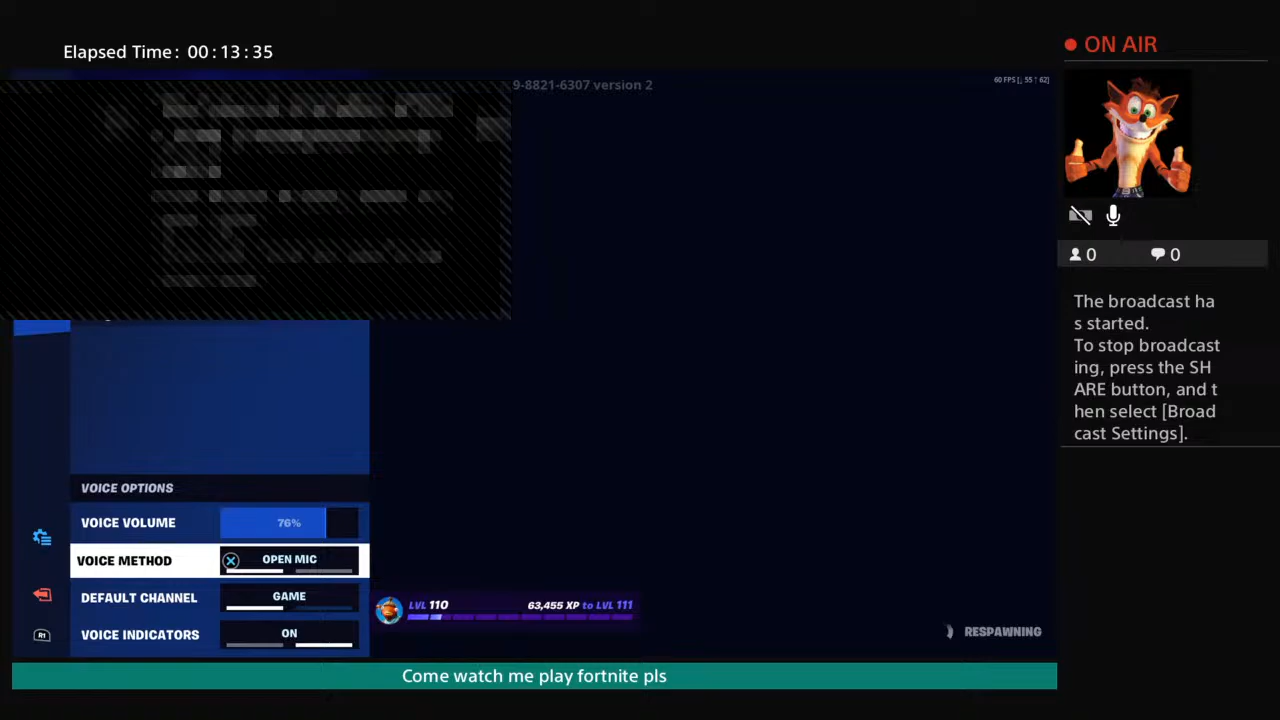 Elapsed Time: 00:13:35
ON AIR
9-8821-6307 version 2
60 FPS [↓ 55 ↑ 62]
0
0
The broadcast ha
s started.
To stop broadcast
ing, press the SH
ARE button, and t
hen select [Broad
cast Settings].
VOICE OPTIONS
VOICE VOLUME
76%
VOICE METHOD
OPEN MIC
DEFAULT CHANNEL
GAME
VOICE INDICATORS
ON
R1
LVL 110
63,455 XP to LVL 111
RESPAWNING
Come watch me play fortnite pls